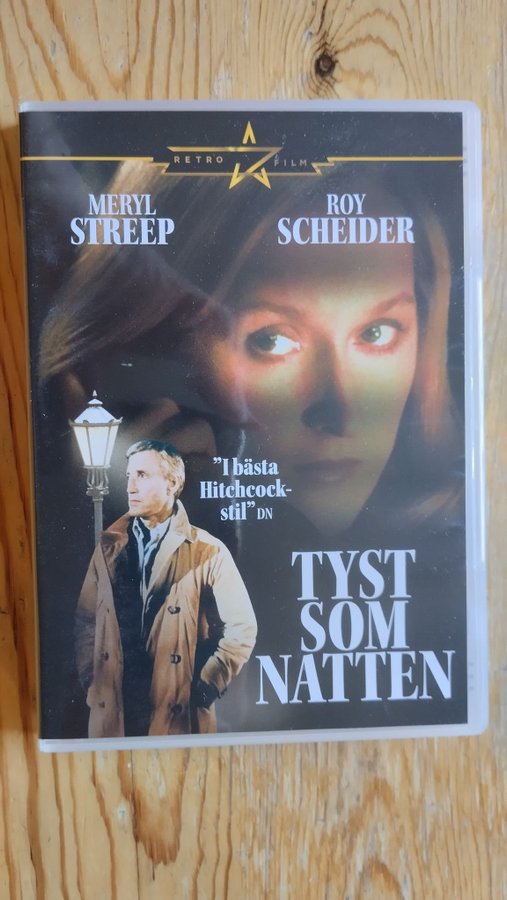 RETRO FILM
MERYL
STREEP
ROY
SCHEIDER
”I bästa
Hitchcock-
stil” DN
TYST
SOM
NATTEN